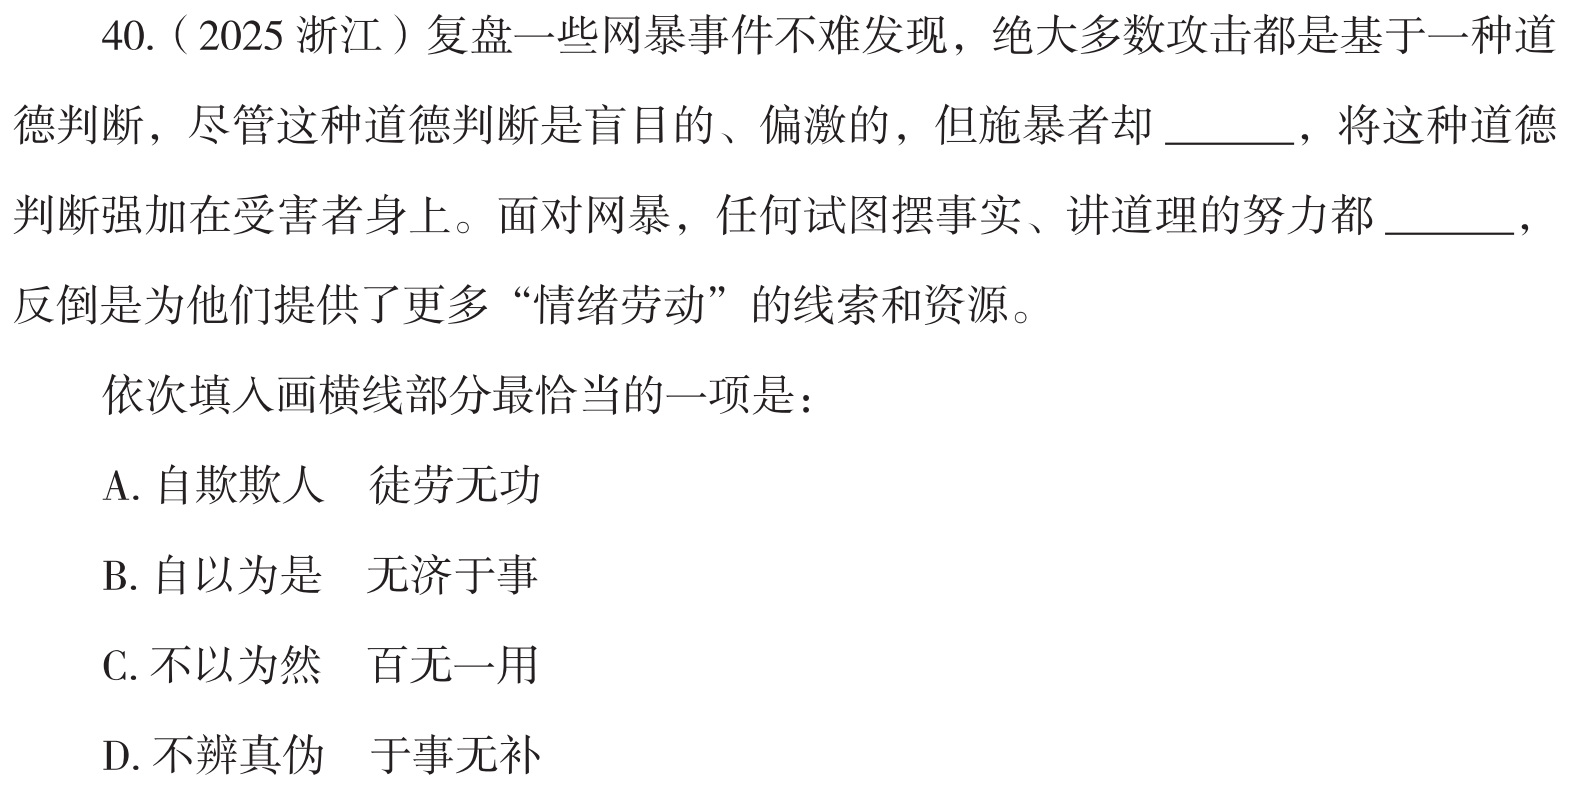 40.（2025 浙江）复盘一些网暴事件不难发现，绝大多数攻击都是基于一种道
德判断，尽管这种道德判断是盲目的、偏激的，但施暴者却 ______，将这种道德
判断强加在受害者身上。面对网暴，任何试图摆事实、讲道理的努力都 ______，
反倒是为他们提供了更多“情绪劳动”的线索和资源。
依次填入画横线部分最恰当的一项是：
A. 自欺欺人　徒劳无功
B. 自以为是　无济于事
C. 不以为然　百无一用
D. 不辨真伪　于事无补